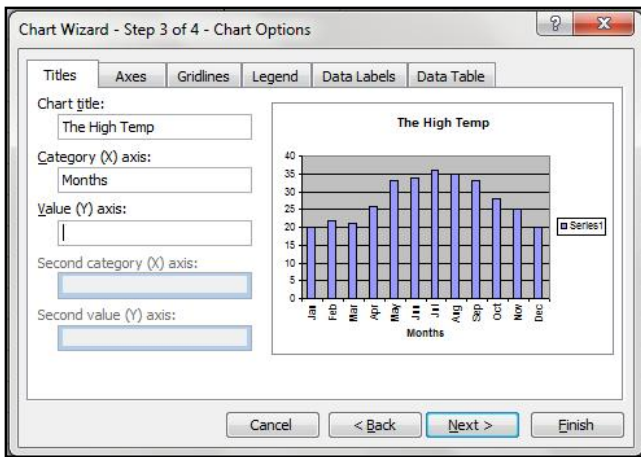 Chart Wizard - Step 3 of 4 - Chart Options
Titles
Axes
Gridlines
Legend
Data Labels
Data Table
Chart title:
The High Temp
Category (X) axis:
Months
Value (Y) axis:
Second category (X) axis:
Second value (Y) axis:
The High Temp
40
35
30
25
20
15
10
5
0
Jan
Feb
Mar
Apr
May
Jun
Jul
Aug
Sep
Oct
Nov
Dec
Months
Series1
Cancel
< Back
Next >
Finish